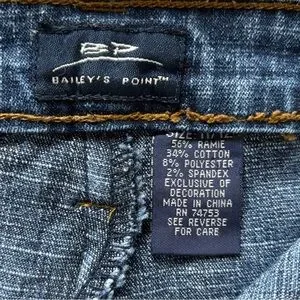 BP
BAILEY'S POINT™
56% RAMIE
34% COTTON
8% POLYESTER
2% SPANDEX
EXCLUSIVE OF
DECORATION
MADE IN CHINA
RN 74753
SEE REVERSE
FOR CARE